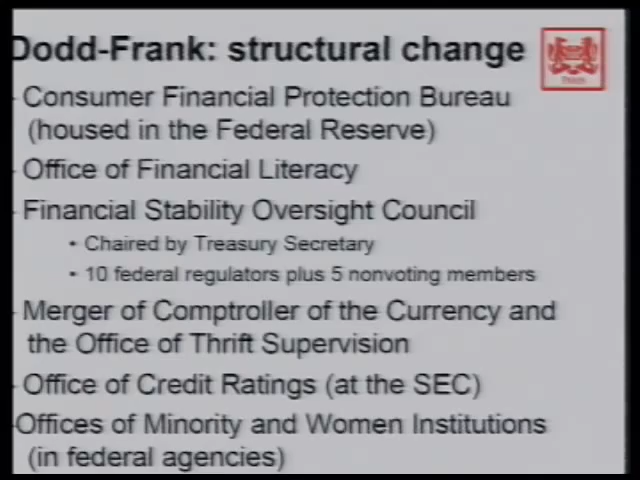 Dodd-Frank: structural change
- Consumer Financial Protection Bureau
(housed in the Federal Reserve)
- Office of Financial Literacy
- Financial Stability Oversight Council
• Chaired by Treasury Secretary
• 10 federal regulators plus 5 nonvoting members
- Merger of Comptroller of the Currency and
the Office of Thrift Supervision
- Office of Credit Ratings (at the SEC)
-Offices of Minority and Women Institutions
(in federal agencies)